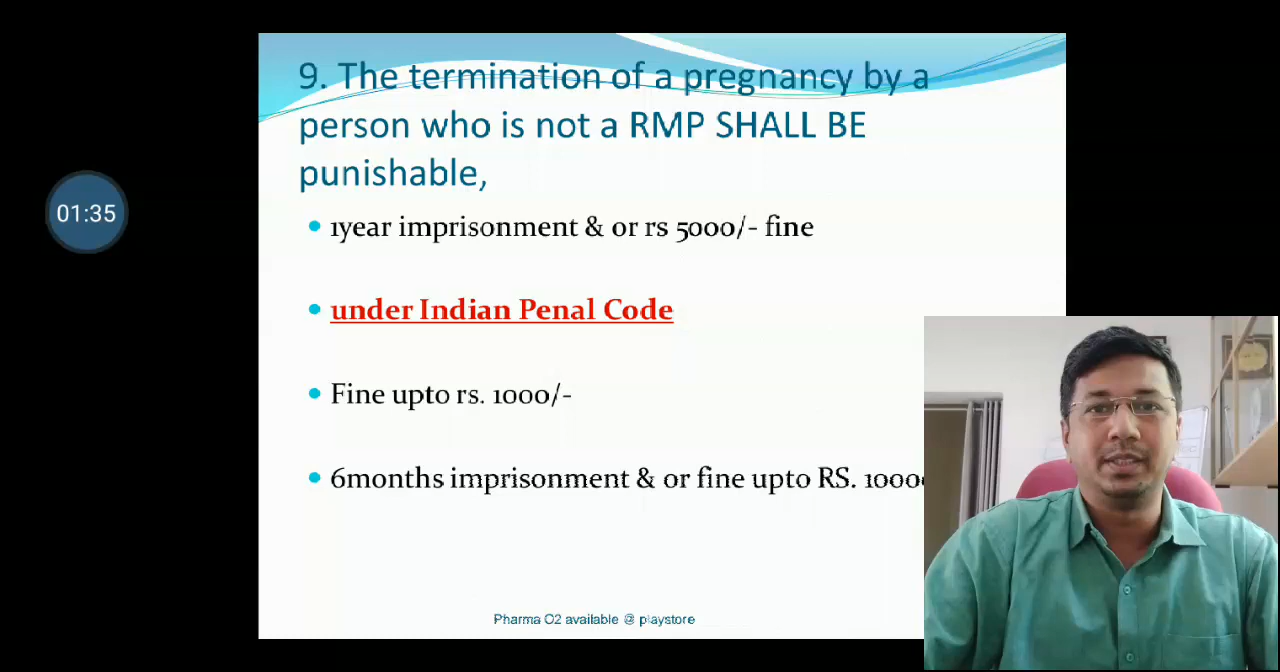 9. The termination of a pregnancy by a
person who is not a RMP SHALL BE
punishable,
01:35
1year imprisonment & or rs 5000/- fine
under Indian Penal Code
Fine upto rs. 1000/-
6months imprisonment & or fine upto RS.
Pharma O2 available @ playstore